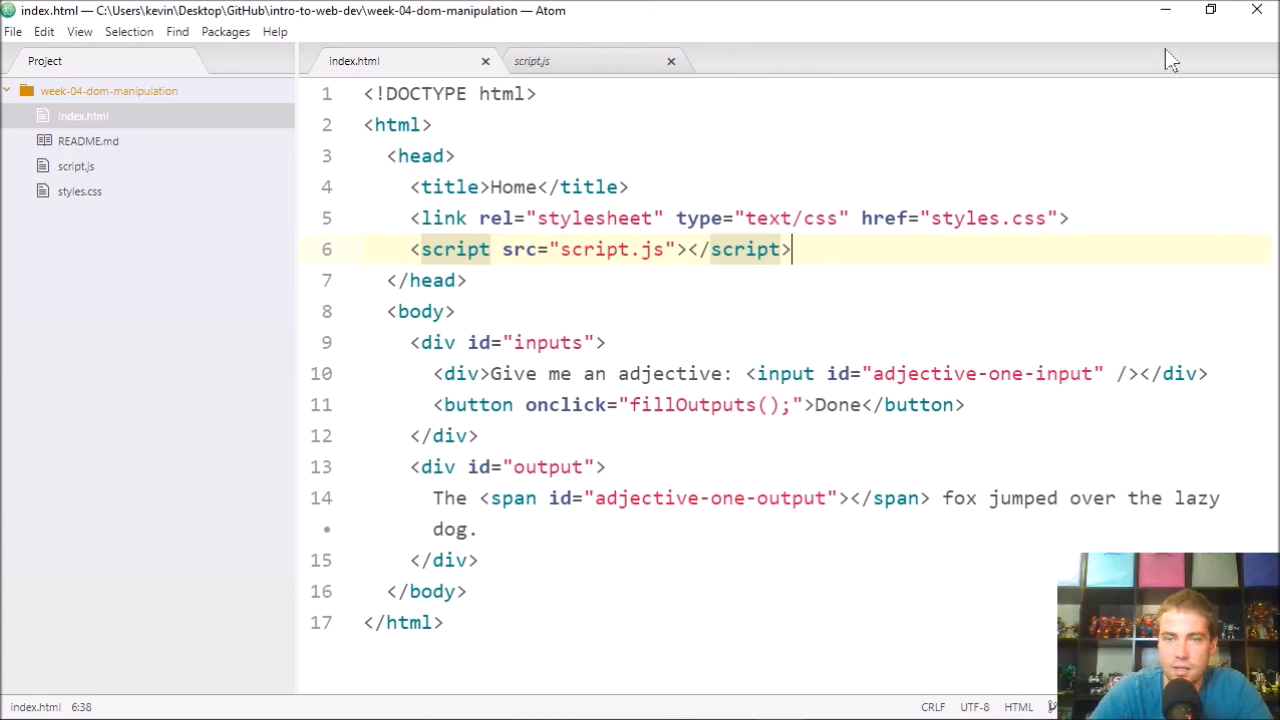 index.html — C:\Users\kevin\Desktop\GitHub\intro-to-web-dev\week-04-dom-manipulation — Atom
File Edit View Selection Find Packages Help
Project
index.html
script.js
week-04-dom-manipulation
index.html
README.md
script.js
styles.css
1 <!DOCTYPE html>
2 <html>
3 <head>
4 <title>Home</title>
5 <link rel="stylesheet" type="text/css" href="styles.css">
6 <script src="script.js"></script>
7 </head>
8 <body>
9 <div id="inputs">
10 <div>Give me an adjective: <input id="adjective-one-input" /></div>
11 <button onclick="fillOutputs();">Done</button>
12 </div>
13 <div id="output">
14 The <span id="adjective-one-output"></span> fox jumped over the lazy
• dog.
15 </div>
16 </body>
17 </html>
index.html 6:38
CRLF UTF-8 HTML